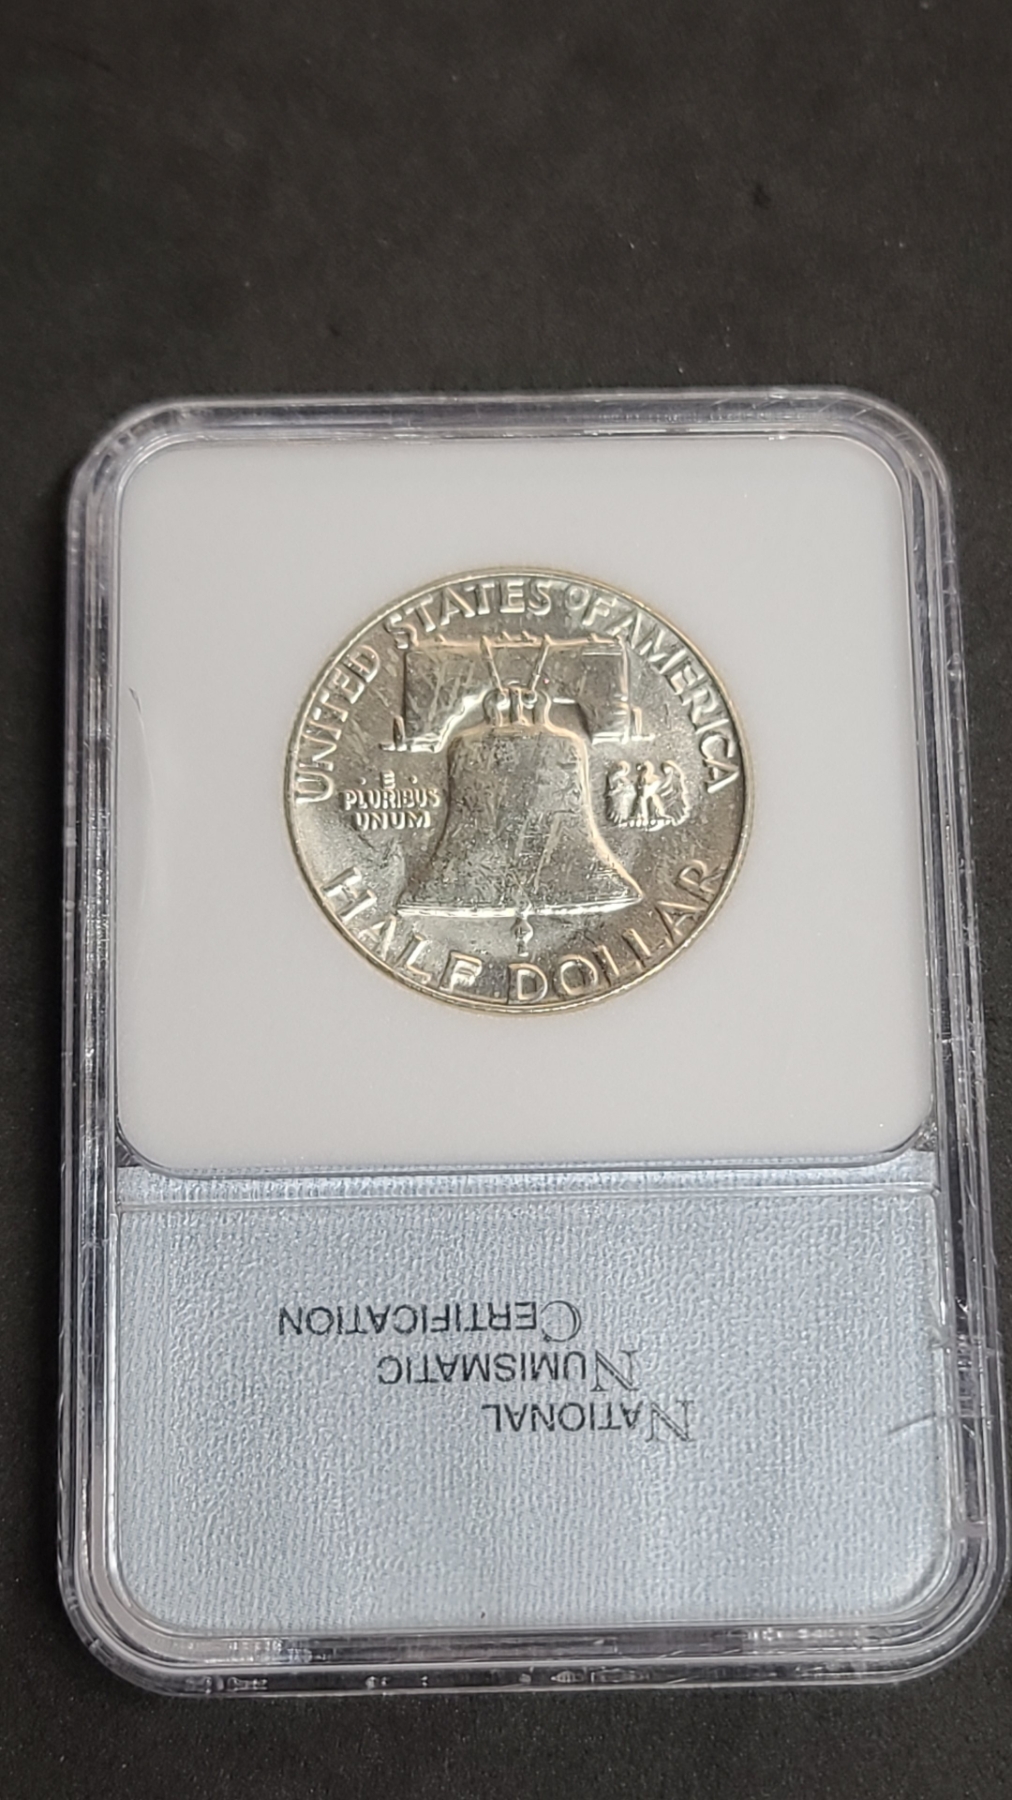 UNITED STATES OF AMERICA
· E ·
PLURIBUS
UNUM
HALF DOLLAR
NATIONAL
NUMISMATIC
CERTIFICATION